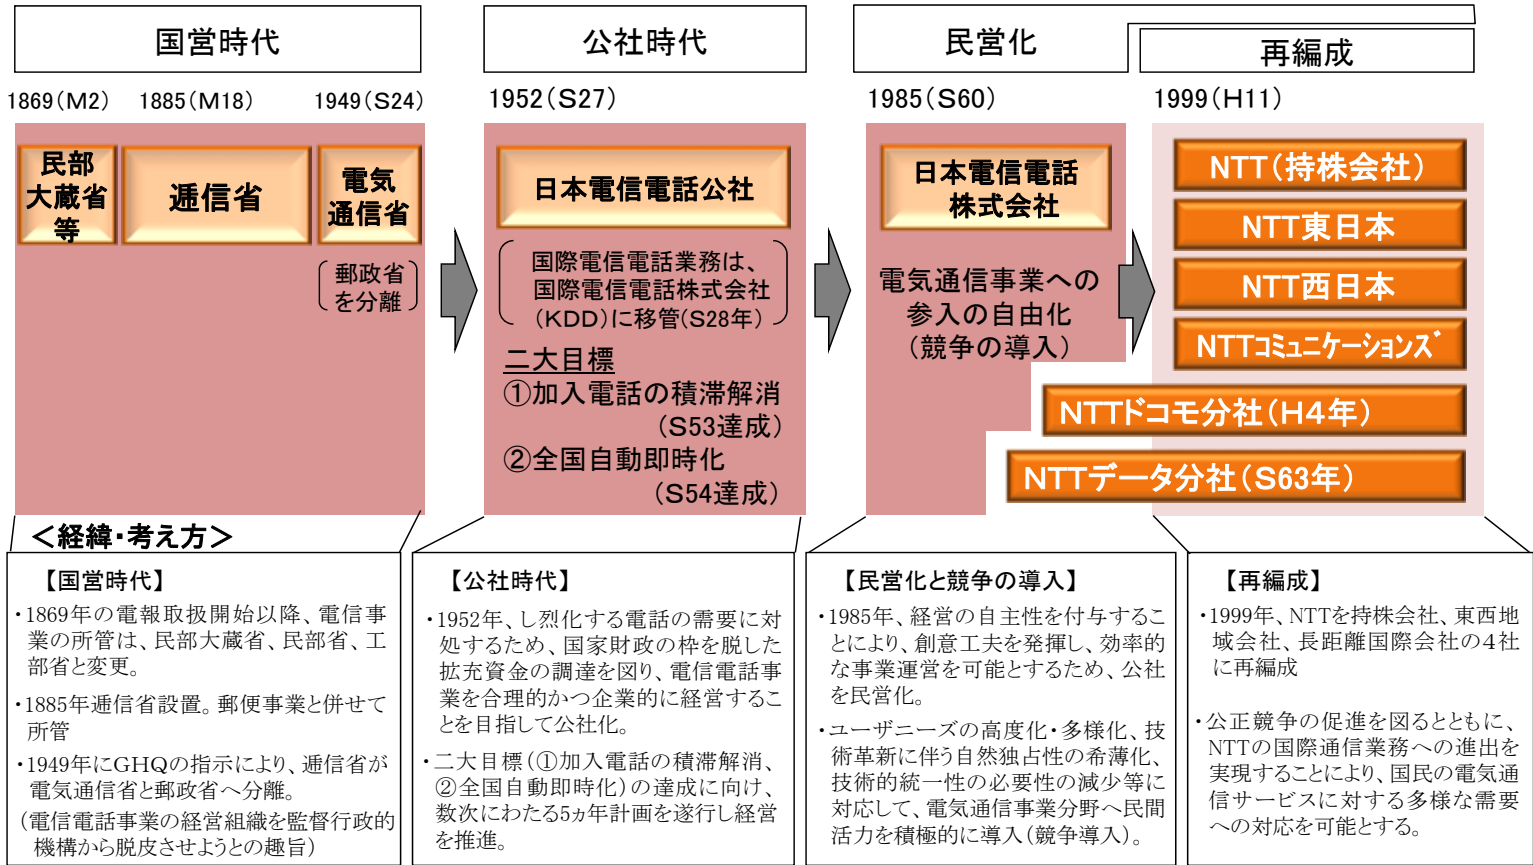 国営時代
公社時代
民営化
再編成
1869(M2)
1885(M18)
1949(S24)
1952(S27)
1985(S60)
1999(H11)
民部
大蔵省
等
逓信省
電気
通信省
郵政省
を分離
日本電信電話公社
国際電信電話業務は、
国際電信電話株式会社
(KDD)に移管(S28年)
二大目標
①加入電話の積滞解消
(S53達成)
②全国自動即時化
(S54達成)
日本電信電話
株式会社
電気通信事業への
参入の自由化
(競争の導入)
NTT(持株会社)
NTT東日本
NTT西日本
NTTコミュニケーションズ
NTTドコモ分社(H4年)
NTTデータ分社(S63年)
<経緯・考え方>
【国営時代】
・1869年の電報取扱開始以降、電信事
業の所管は、民部大蔵省、民部省、工
部省と変更。
・1885年逓信省設置。郵便事業と併せて
所管
・1949年にGHQの指示により、逓信省が
電気通信省と郵政省へ分離。
(電信電話事業の経営組織を監督行政的
機構から脱皮させようとの趣旨)
【公社時代】
・1952年、し烈化する電話の需要に対
処するため、国家財政の枠を脱した
拡充資金の調達を図り、電信電話事
業を合理的かつ企業的に経営するこ
とを目指して公社化。
・二大目標(①加入電話の積滞解消、
②全国自動即時化)の達成に向け、
数次にわたる5ヵ年計画を遂行し経営
を推進。
【民営化と競争の導入】
・1985年、経営の自主性を付与するこ
とにより、創意工夫を発揮し、効率的
な事業運営を可能とするため、公社
を民営化。
・ユーザニーズの高度化・多様化、技
術革新に伴う自然独占性の希薄化、
技術的統一性の必要性の減少等に
対応して、電気通信事業分野へ民間
活力を積極的に導入(競争導入)。
【再編成】
・1999年、NTTを持株会社、東西地
域会社、長距離国際会社の4社
に再編成
・公正競争の促進を図るとともに、
NTTの国際通信業務への進出を
実現することにより、国民の電気通
信サービスに対する多様な需要
への対応を可能とする。